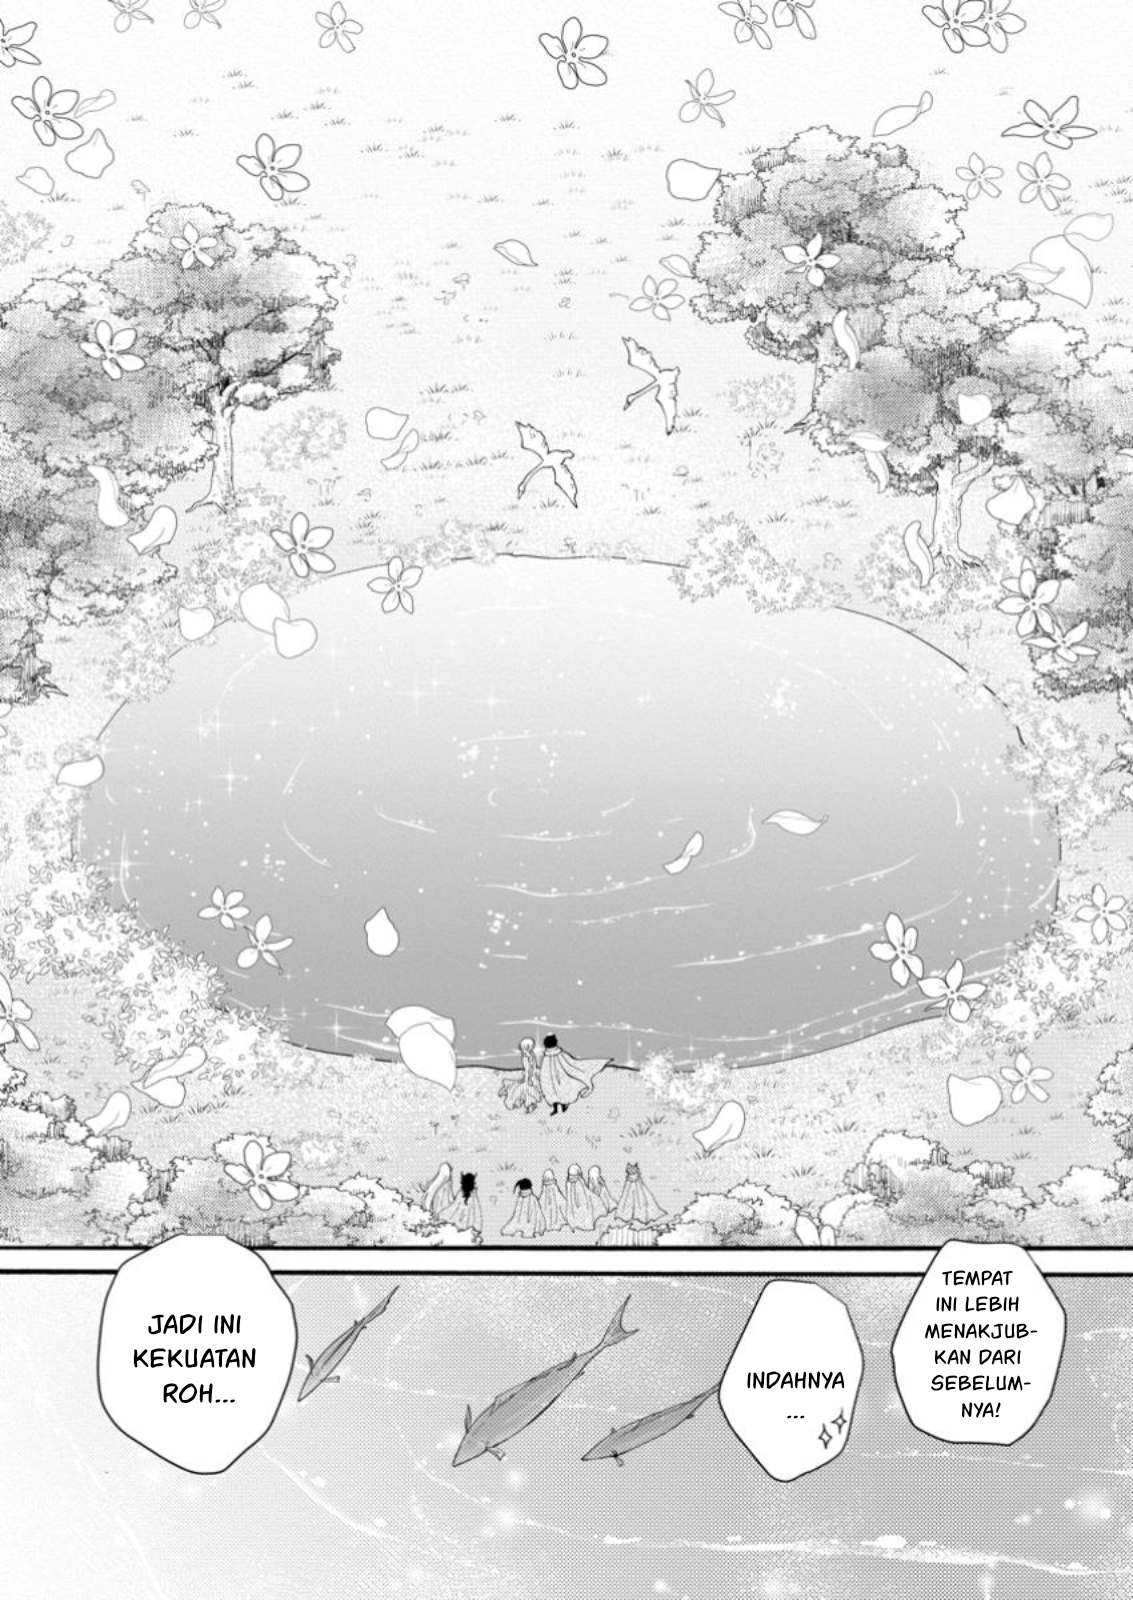 TEMPAT
INI LEBIH
MENAKJUB-
KAN DARI
SEBELUM-
NYA!
INDAHNYA
...
JADI INI
KEKUATAN
ROH...